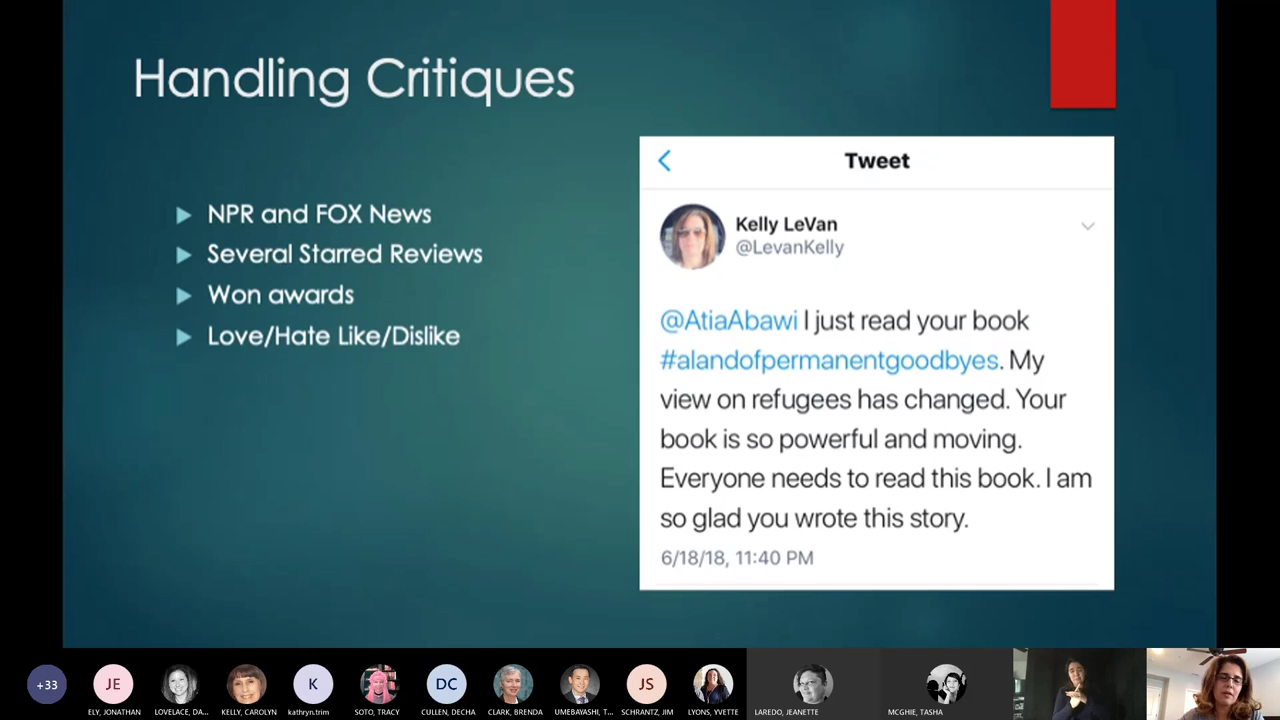 Handling Critiques
NPR and FOX News
Several Starred Reviews
Won awards
Love/Hate Like/Dislike
Tweet
Kelly LeVan
@LevanKelly
@AtiaAbawi I just read your book
#alandofpermanentgoodbyes. My
view on refugees has changed. Your
book is so powerful and moving.
Everyone needs to read this book. I am
so glad you wrote this story.
6/18/18, 11:40 PM
+33
JE
K
DC
JS
ELY, JONATHAN
LOVELACE, DA...
KELLY, CAROLYN
kathryn.trim
SOTO, TRACY
CULLEN, DECHA
CLARK, BRENDA
UMEBAYASHI, T...
SCHRANTZ, JIM
LYONS, YVETTE
LAREDO, JEANETTE
MCGHIE, TASHA